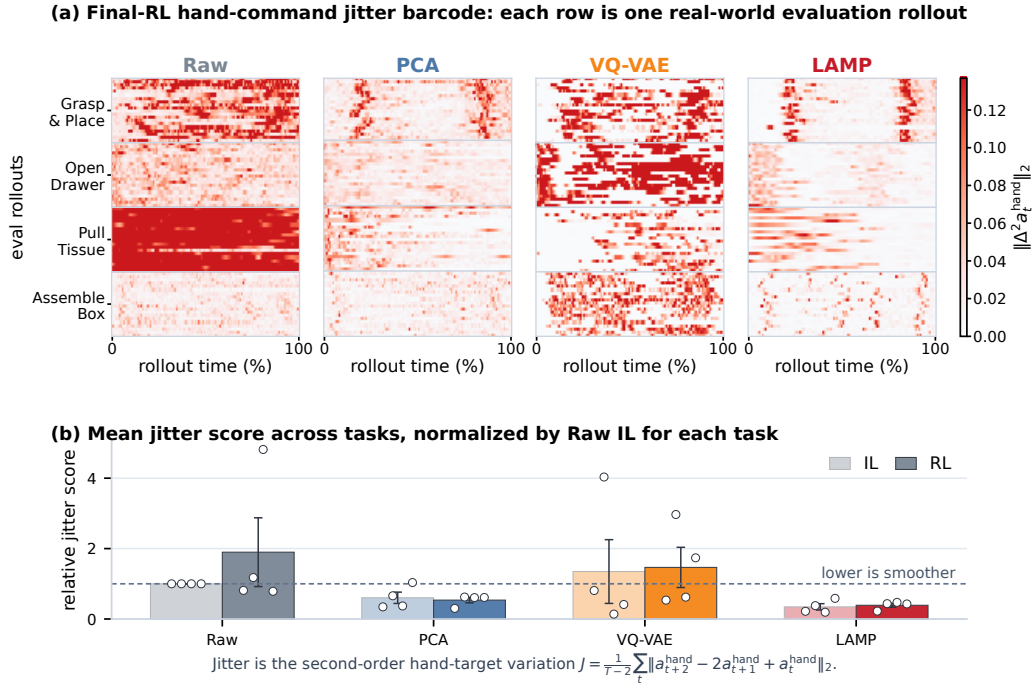 (a) Final-RL hand-command jitter barcode: each row is one real-world evaluation rollout
Raw PCA VQ-VAE LAMP
eval rollouts
Grasp
& Place
Open
Drawer
Pull
Tissue
Assemble
Box
0 100 0 100 0 100 0 100
rollout time (%) rollout time (%) rollout time (%) rollout time (%)
0.12
0.10
0.08
0.06
0.04
0.02
0.00
‖Δ²a_t^hand‖₂
(b) Mean jitter score across tasks, normalized by Raw IL for each task
relative jitter score
4
2
1
0
IL RL
lower is smoother
Raw PCA VQ-VAE LAMP
Jitter is the second-order hand-target variation J = 1/(T−2) ∑_t ‖a_{t+2}^hand − 2a_{t+1}^hand + a_t^hand‖₂.